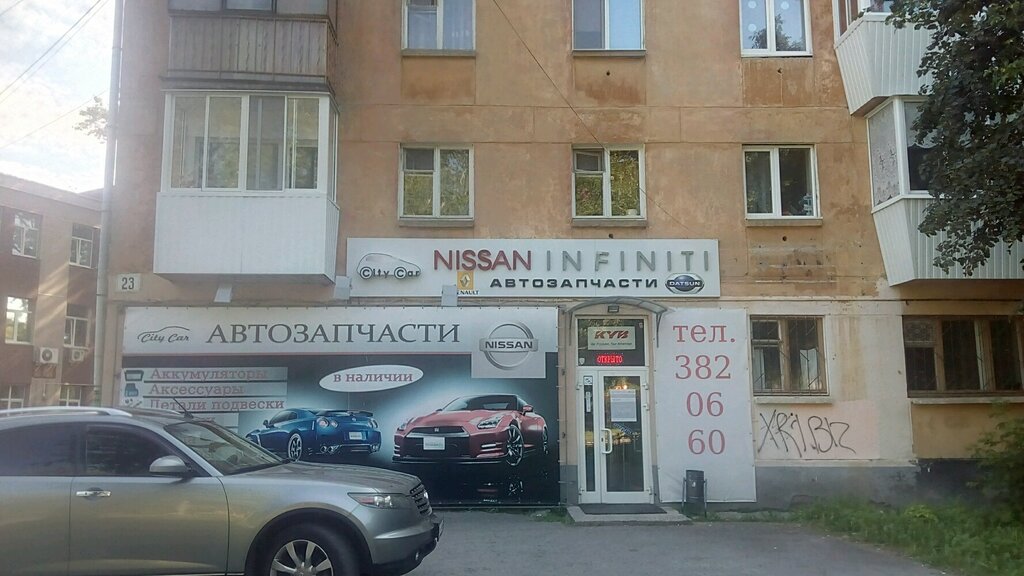 City Car
NISSAN INFINITI
RENAULT
АВТОЗАПЧАСТИ
DATSUN
23
City Car
АВТОЗАПЧАСТИ
NISSAN
Аккумуляторы
Аксессуары
Детали подвески
в наличии
KYB
ОТКРЫТО
тел.
382
06
60